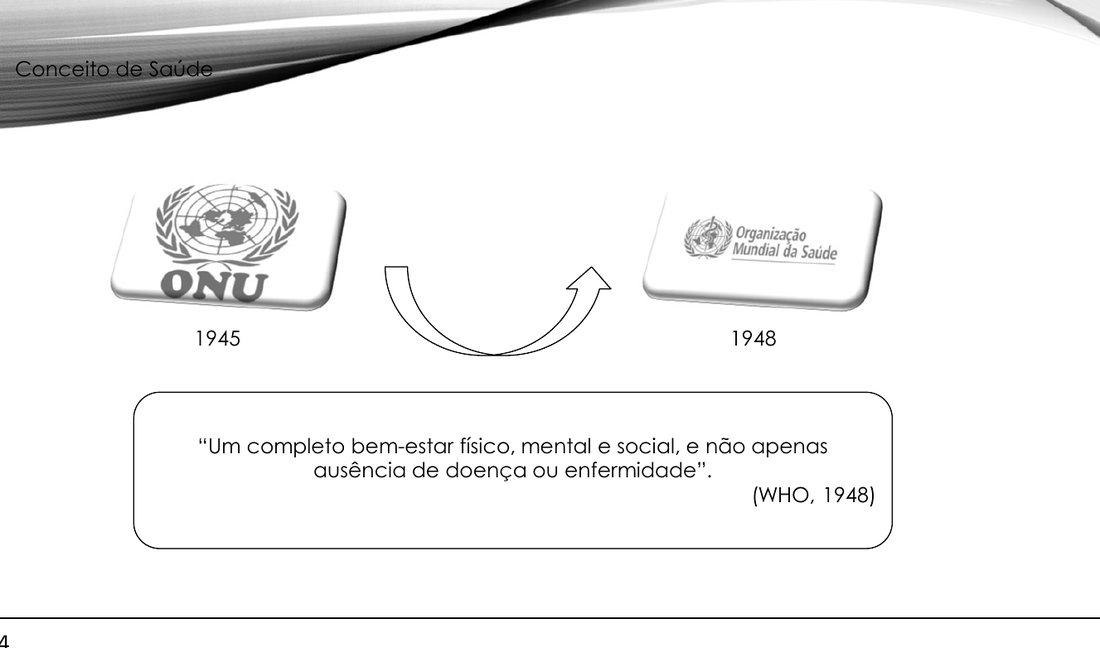 Conceito de Saúde
ONU
Organização
Mundial da Saúde
1945
1948
“Um completo bem-estar físico, mental e social, e não apenas
ausência de doença ou enfermidade”.
(WHO, 1948)
4